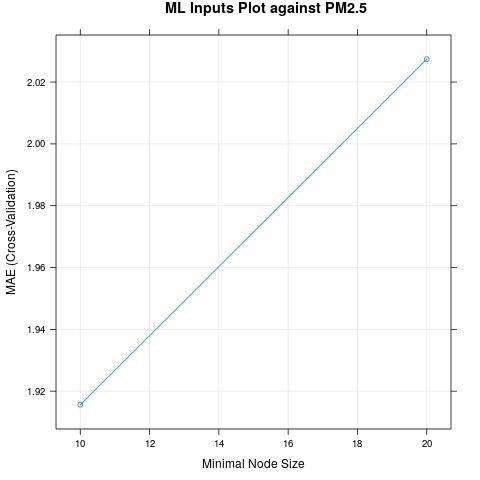 ML Inputs Plot against PM2.5
MAE (Cross-Validation)
2.02
2.00
1.98
1.96
1.94
1.92
10 12 14 16 18 20
Minimal Node Size